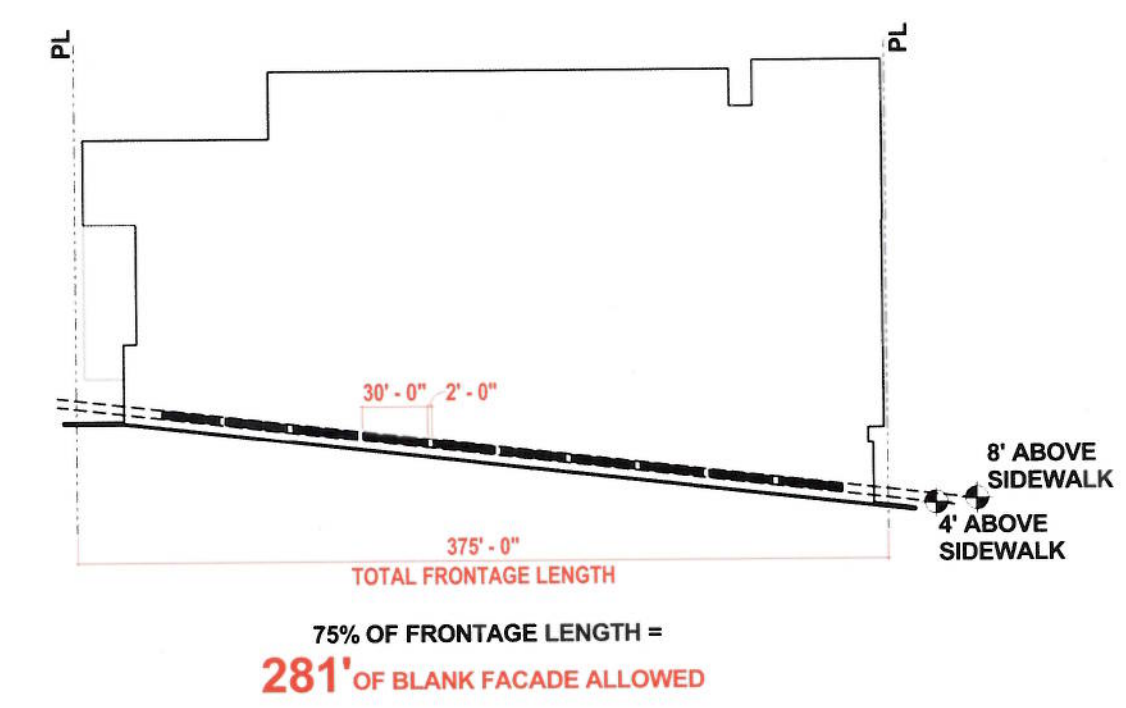 PL
PL
30' - 0"
2' - 0"
8' ABOVE
SIDEWALK
4' ABOVE
SIDEWALK
375' - 0"
TOTAL FRONTAGE LENGTH
75% OF FRONTAGE LENGTH =
281' OF BLANK FACADE ALLOWED